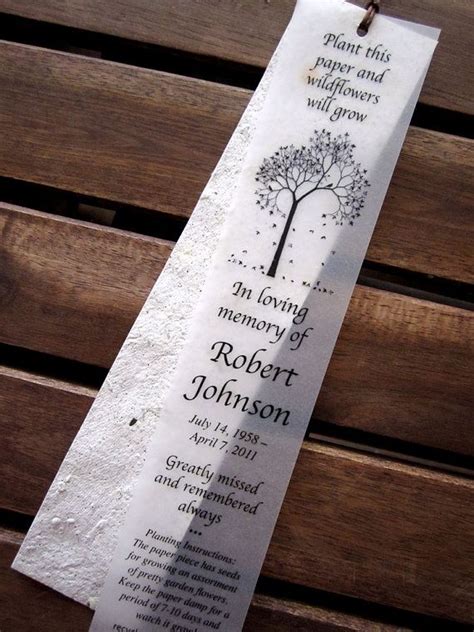 Plant this
paper and
wildflowers
will grow
In loving
memory of
Robert
Johnson
July 14, 1958 –
April 7, 2011
Greatly missed
and remembered
always
...
Planting Instructions:
The paper piece has seeds
for growing an assortment
of pretty garden flowers.
Keep the paper damp for a
period of 7-10 days and
watch it grow